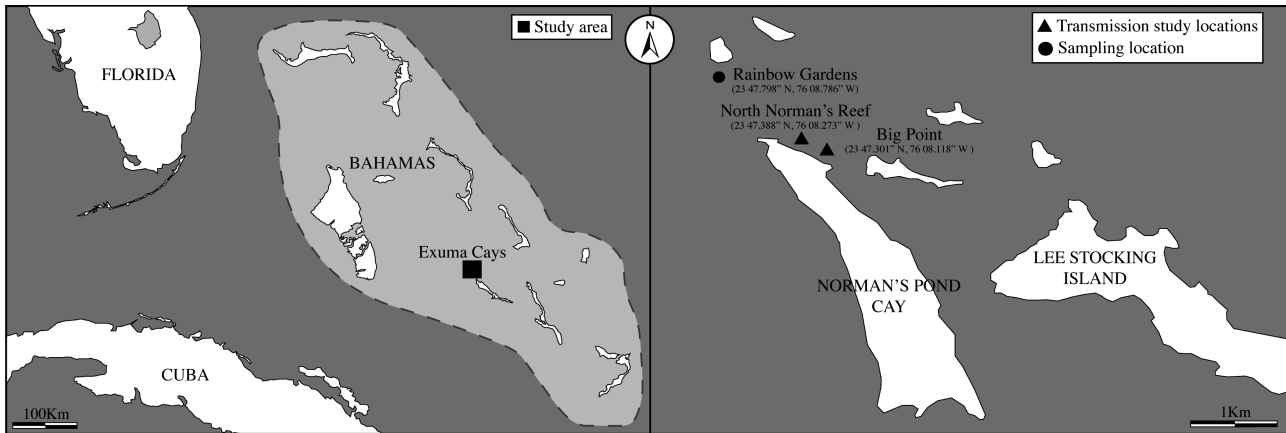 Study area
N
FLORIDA
BAHAMAS
Exuma Cays
CUBA
100Km
Transmission study locations
Sampling location
Rainbow Gardens
(23 47.798” N, 76 08.786” W)
North Norman’s Reef
(23 47.388” N, 76 08.273” W )
Big Point
(23 47.301” N, 76 08.118” W )
NORMAN’S POND
CAY
LEE STOCKING
ISLAND
1Km